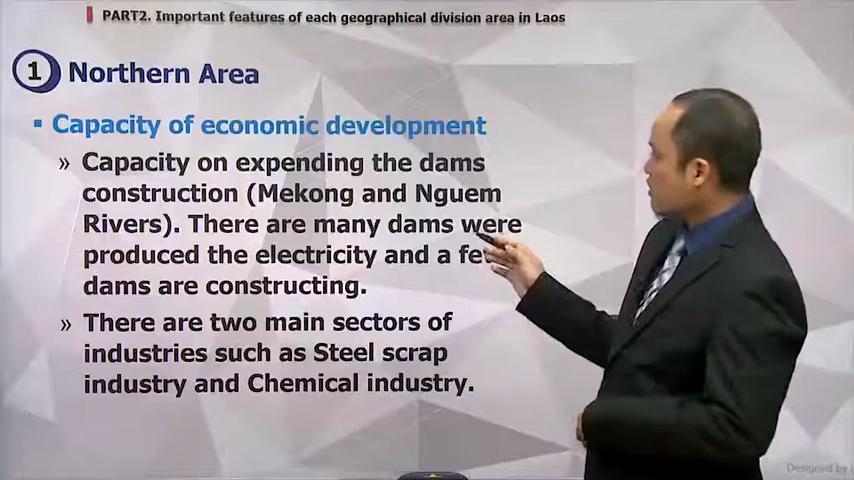 PART2. Important features of each geographical division area in Laos
1 Northern Area
Capacity of economic development
» Capacity on expending the dams
construction (Mekong and Nguem
Rivers). There are many dams were
produced the electricity and a few
dams are constructing.
» There are two main sectors of
industries such as Steel scrap
industry and Chemical industry.
Designed by